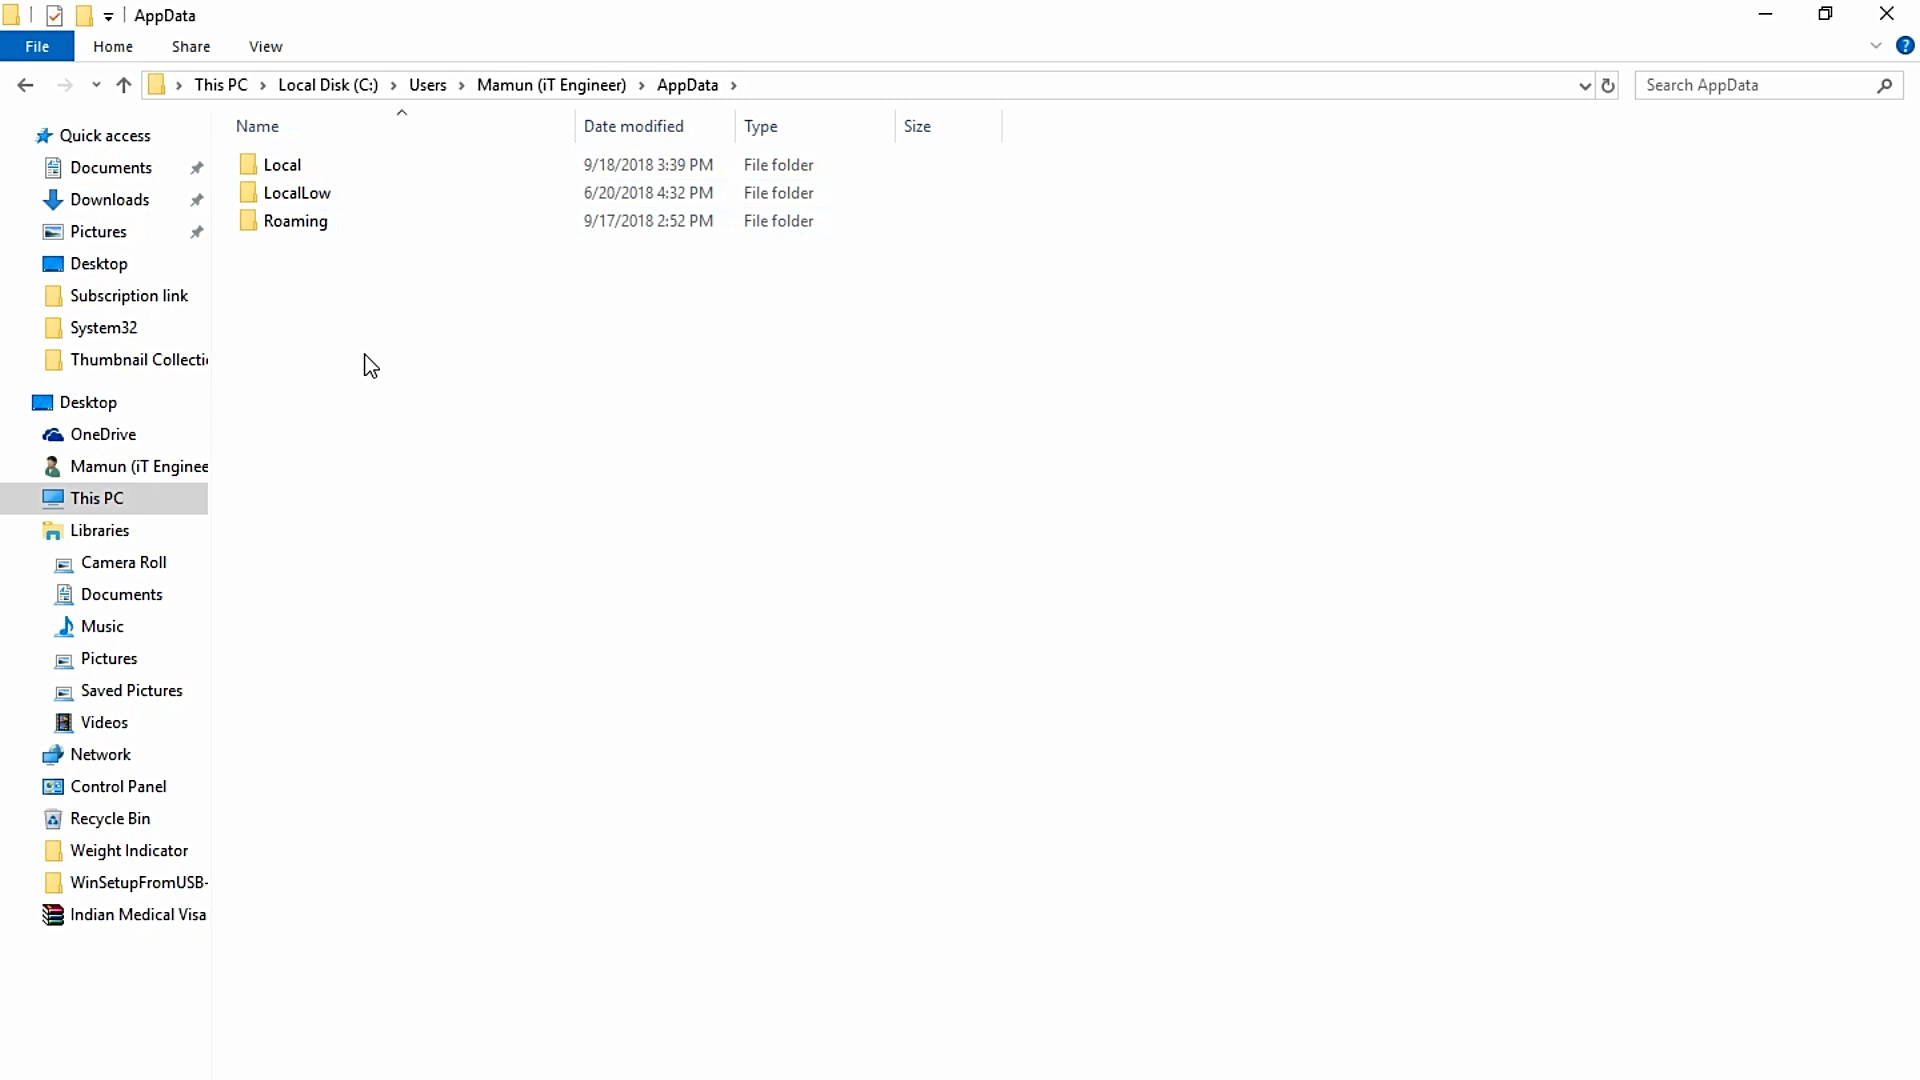 AppData
File Home Share View
This PC Local Disk (C:) Users Mamun (iT Engineer) AppData
Search AppData
Name Date modified Type Size
Local 9/18/2018 3:39 PM File folder
LocalLow 6/20/2018 4:32 PM File folder
Roaming 9/17/2018 2:52 PM File folder
Quick access
Documents
Downloads
Pictures
Desktop
Subscription link
System32
Thumbnail Collecti
Desktop
OneDrive
Mamun (iT Enginee
This PC
Libraries
Camera Roll
Documents
Music
Pictures
Saved Pictures
Videos
Network
Control Panel
Recycle Bin
Weight Indicator
WinSetupFromUSB-
Indian Medical Visa